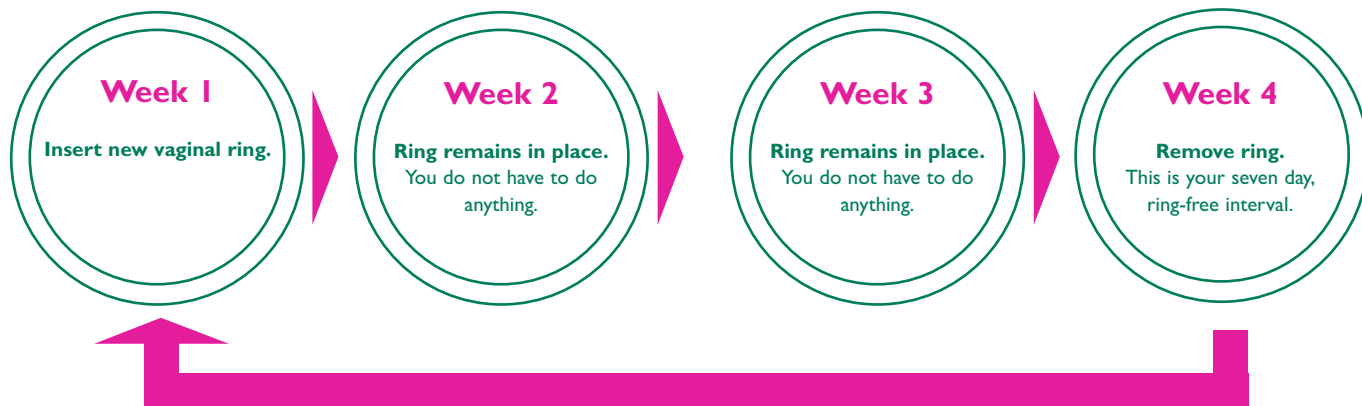 Week 1
Insert new vaginal ring.
Week 2
Ring remains in place.
You do not have to do
anything.
Week 3
Ring remains in place.
You do not have to do
anything.
Week 4
Remove ring.
This is your seven day,
ring-free interval.